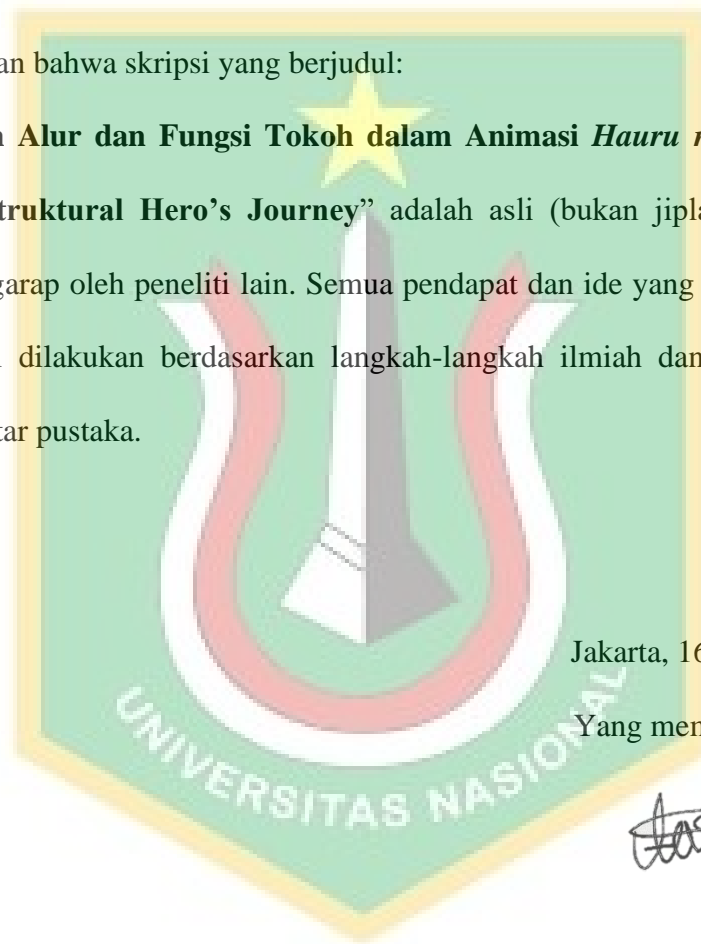 an bahwa skripsi yang berjudul:
Alur dan Fungsi Tokoh dalam Animasi Hauru
truktural Hero's Journey” adalah asli (bukan jipla
garap oleh peneliti lain. Semua pendapat dan ide yang
dilakukan berdasarkan langkah-langkah ilmiah dan
tar pustaka.
Jakarta, 16
Yang men
UNIVERSITAS NASIONAL